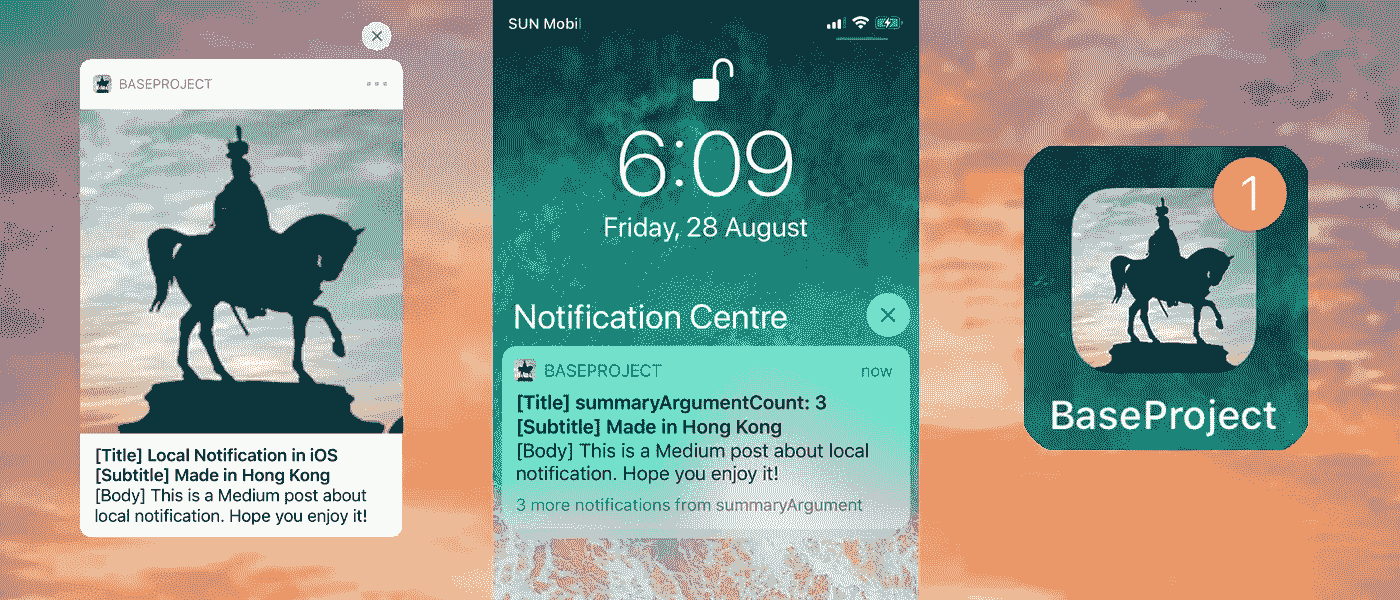 BASEPROJECT
[Title] Local Notification in iOS
[Subtitle] Made in Hong Kong
[Body] This is a Medium post about
local notification. Hope you enjoy it!
SUN Mobil
6:09
Friday, 28 August
Notification Centre
BASEPROJECT now
[Title] summaryArgumentCount: 3
[Subtitle] Made in Hong Kong
[Body] This is a Medium post about local
notification. Hope you enjoy it!
3 more notifications from summaryArgument
1
BaseProject